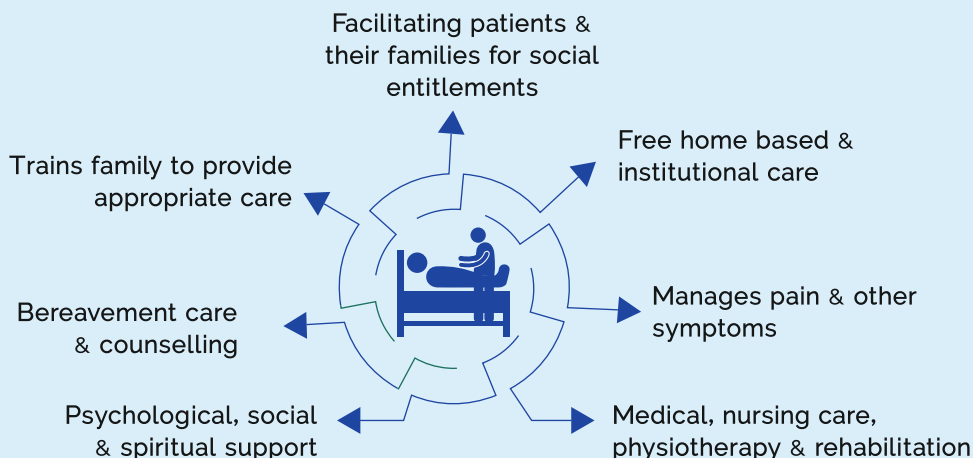 Facilitating patients &
their families for social
entitlements
Free home based &
institutional care
Trains family to provide
appropriate care
Manages pain & other
symptoms
Bereavement care
& counselling
Psychological, social
& spiritual support
Medical, nursing care,
physiotherapy & rehabilitation